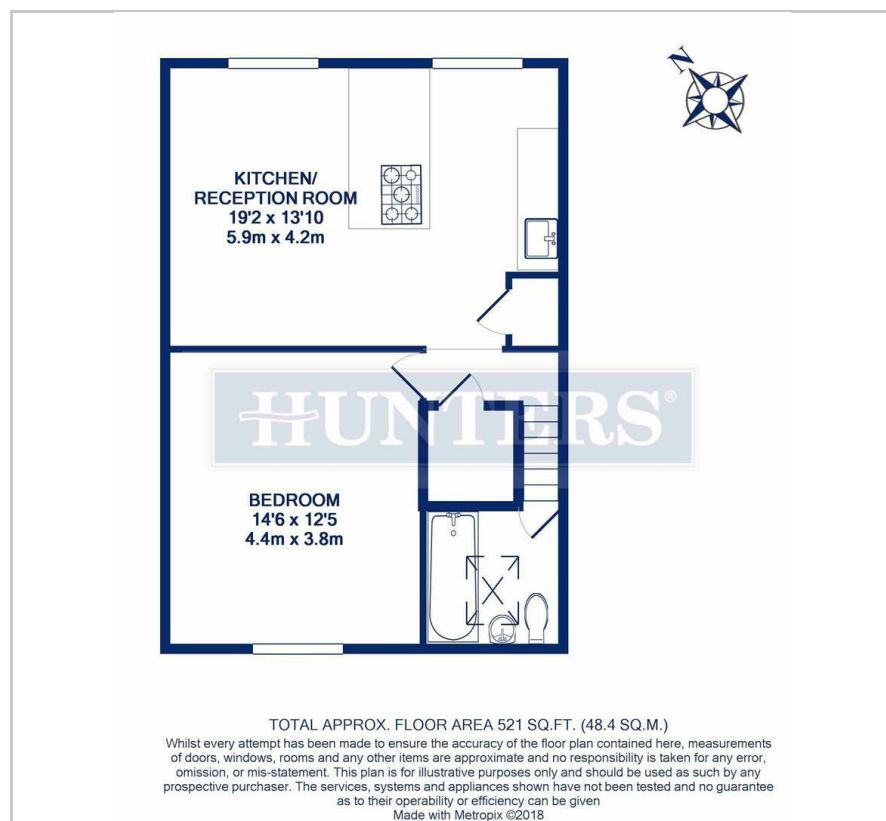 N
KITCHEN/
RECEPTION ROOM
19'2 x 13'10
5.9m x 4.2m
HUNTERS®
BEDROOM
14'6 x 12'5
4.4m x 3.8m
TOTAL APPROX. FLOOR AREA 521 SQ.FT. (48.4 SQ.M.)
Whilst every attempt has been made to ensure the accuracy of the floor plan contained here, measurements
of doors, windows, rooms and any other items are approximate and no responsibility is taken for any error,
omission, or mis-statement. This plan is for illustrative purposes only and should be used as such by any
prospective purchaser. The services, systems and appliances shown have not been tested and no guarantee
as to their operability or efficiency can be given
Made with Metropix ©2018